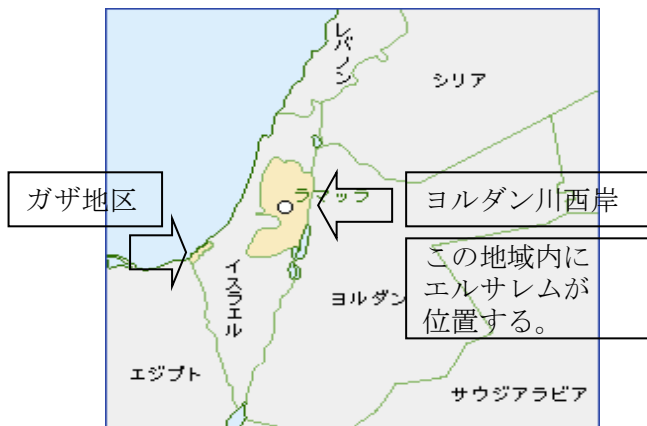 レバノン
シリア
ガザ地区
ラマッラ
ヨルダン川西岸
この地域内に
エルサレムが
位置する。
イスラエル
ヨルダン
エジプト
サウジアラビア